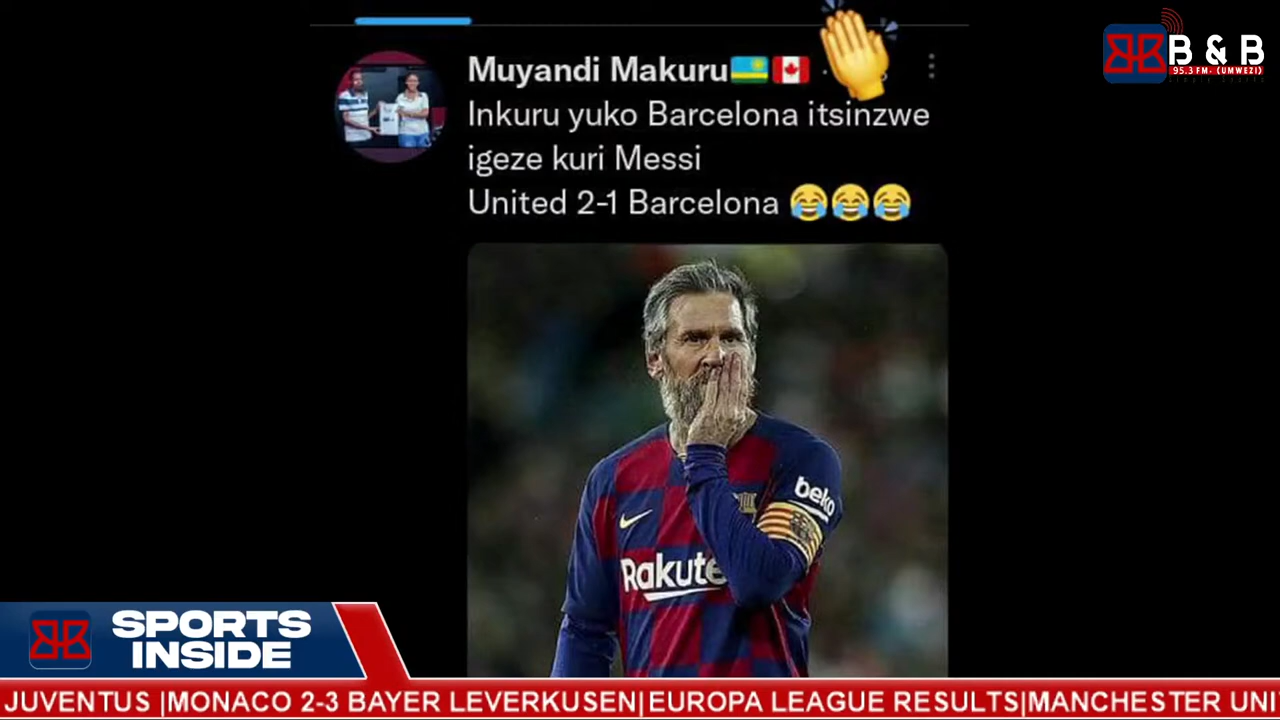 Muyandi Makuru
Inkuru yuko Barcelona itsinzwe
igeze kuri Messi
United 2-1 Barcelona 😂😂😂
B & B
95.3 FM- (UMWEZI)
beko
Rakute
SPORTS
INSIDE
JUVENTUS |MONACO 2-3 BAYER LEVERKUSEN|EUROPA LEAGUE RESULTS|MANCHESTER UNI